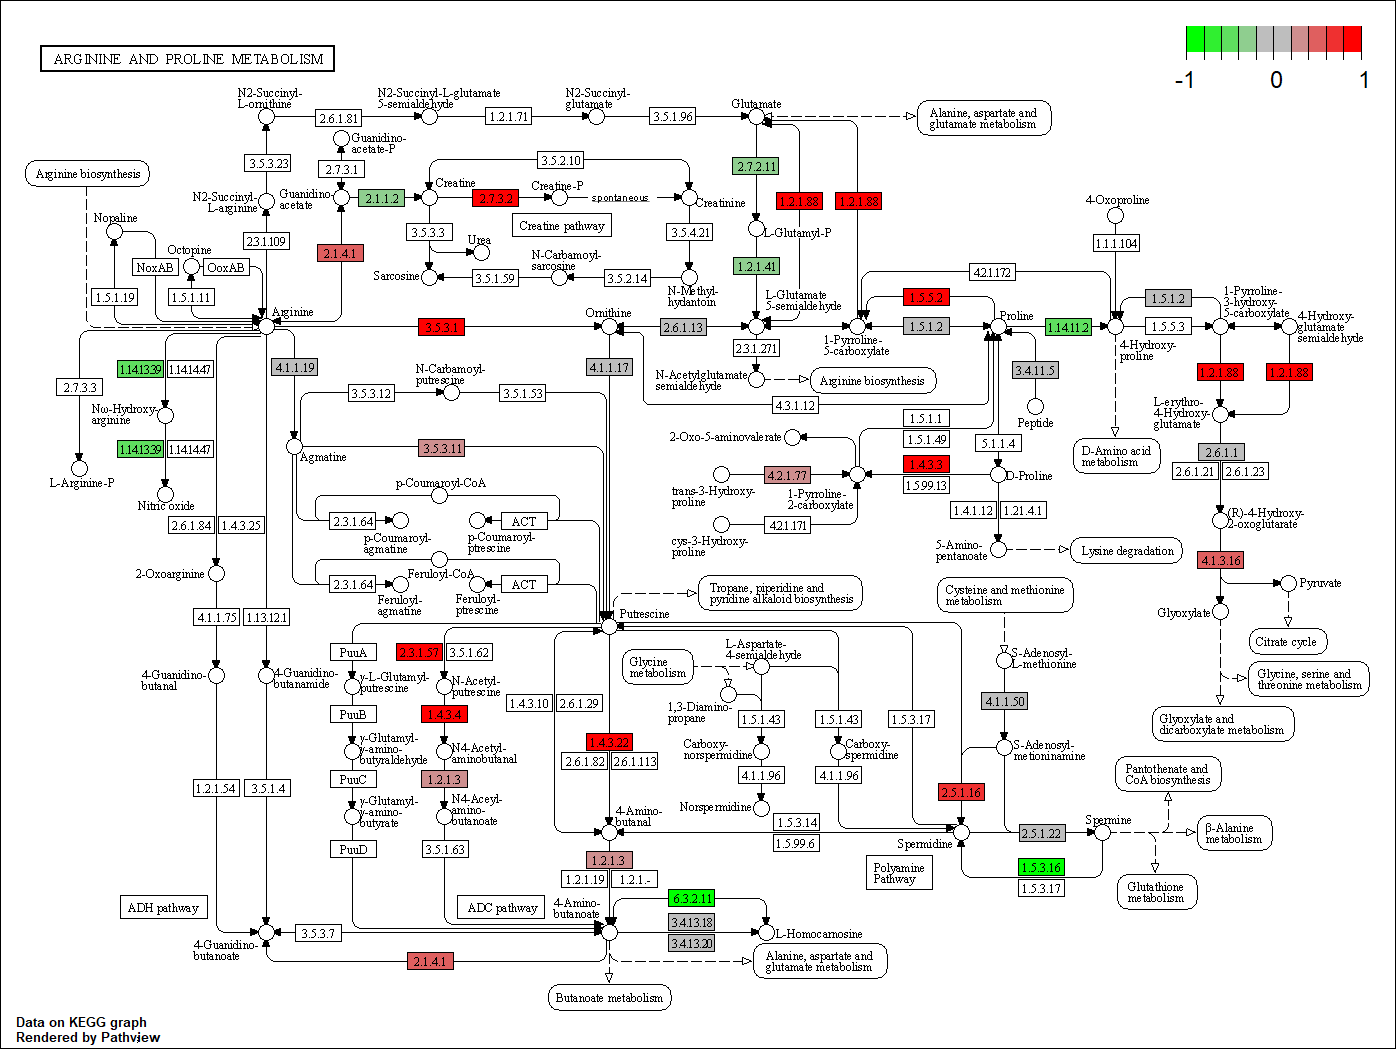 ARGININE AND PROLINE METABOLISM
-1
0
1
N2-Succinyl-
L-ornithine
2.6.1.81
N2-Succinyl-L-glutamate
5-semialdehyde
1.2.1.71
N2-Succinyl-
glutamate
3.5.1.96
Glutamate
Alanine, aspartate and
glutamate metabolism
Guanidino-
acetate-P
3.5.2.10
3.5.3.23
2.7.3.1
2.7.2.11
Arginine biosynthesis
N2-Succinyl-
L-arginine
Guanidino-
acetate
2.1.1.2
Creatine
2.7.3.2
Creatine-P
spontaneous
Creatinine
1.2.1.88
1.2.1.88
4-Oxoproline
Nopaline
Creatine pathway
2.3.1.109
3.5.3.3
Urea
3.5.4.21
L-Glutamyl-P
1.1.1.104
Octopine
2.1.4.1
NoxAB
OoxAB
Sarcosine
3.5.1.59
N-Carbamoyl-
sarcosine
3.5.2.14
1.2.1.41
4.2.1.172
1.5.1.19
1.5.1.11
N-Methyl-
hydantoin
L-Glutamate
5-semialdehyde
1.5.5.2
1.5.1.2
1-Pyrroline-
3-hydroxy-
5-carboxylate
Arginine
3.5.3.1
Ornithine
2.6.1.13
1.5.1.2
Proline
1.14.11.2
1.5.5.3
4-Hydroxy-
glutamate
semialdehyde
1-Pyrroline-
5-carboxylate
4-Hydroxy-
proline
2.3.1.271
1.14.13.39
1.14.14.47
4.1.1.19
4.1.1.17
3.4.11.5
1.2.1.88
1.2.1.88
2.7.3.3
N-Carbamoyl-
putrescine
3.5.3.12
3.5.1.53
N-Acetylglutamate
semialdehyde
Arginine biosynthesis
4.3.1.12
Peptide
Nω-Hydroxy-
arginine
L-erythro-
4-Hydroxy-
glutamate
1.5.1.1
1.5.1.49
2-Oxo-5-aminovalerate
1.14.13.39
1.14.14.47
Agmatine
3.5.3.11
5.1.1.4
D-Amino acid
metabolism
2.6.1.1
2.6.1.21
2.6.1.23
1.4.3.3
1.5.99.13
D-Proline
L-Arginine-P
trans-3-Hydroxy-
proline
4.2.1.77
1-Pyrroline-
2-carboxylate
Nitric oxide
p-Coumaroyl-CoA
2.3.1.64
ACT
1.4.1.12
1.21.4.1
(R)-4-Hydroxy-
2-oxoglutarate
2.6.1.84
1.4.3.25
p-Coumaroyl-
agmatine
p-Coumaroyl-
ptrescine
4.2.1.171
cys-3-Hydroxy-
proline
5-Amino-
pentanoate
Lysine degradation
4.1.3.16
2-Oxoarginine
Feruloyl-CoA
2.3.1.64
ACT
Feruloyl-
agmatine
Feruloyl-
ptrescine
Tropane, piperidine and
pyridine alkaloid biosynthesis
Cysteine and methionine
metabolism
Pyruvate
Glyoxylate
4.1.1.75
1.13.12.1
Putrescine
PuuA
2.3.1.57
3.5.1.62
Glycine
metabolism
L-Aspartate-
4-semialdehyde
S-Adenosyl-
L-methionine
Citrate cycle
4-Guanidino-
butanal
4-Guanidino-
butanamide
γ-L-Glutamyl-
putrescine
N-Acetyl-
putrescine
Glycine, serine and
threonine metabolism
1.4.3.10
2.6.1.29
1,3-Diamino-
propane
4.1.1.50
PuuB
1.4.3.4
1.5.1.43
1.5.1.43
1.5.3.17
Glyoxylate and
dicarboxylate metabolism
1.4.3.22
2.6.1.82
2.6.1.113
γ-Glutamyl-
γ-amino-
butyraldehyde
N4-Acetyl-
aminobutanal
Carboxy-
norspermidine
Carboxy-
spermidine
S-Adenosyl-
metioninamine
PuuC
1.2.1.3
4.1.1.96
4.1.1.96
Pantothenate and
CoA biosynthesis
1.2.1.54
3.5.1.4
2.5.1.16
γ-Glutamyl-
γ-amino-
butyrate
N4-Aceyl-
amino-
butanoate
4-Amino-
butanal
Norspermidine
1.5.3.14
1.5.99.6
Spermidine
2.5.1.22
Spermine
β-Alanine
metabolism
PuuD
3.5.1.63
1.2.1.3
1.2.1.19
1.2.1.-
Polyamine
Pathway
1.5.3.16
1.5.3.17
Glutathione
metabolism
ADH pathway
ADC pathway
4-Amino-
butanoate
6.3.2.11
3.4.13.18
3.4.13.20
L-Homocarnosine
4-Guanidino-
butanoate
3.5.3.7
2.1.4.1
Alanine, aspartate and
glutamate metabolism
Butanoate metabolism
Data on KEGG graph
Rendered by Pathview